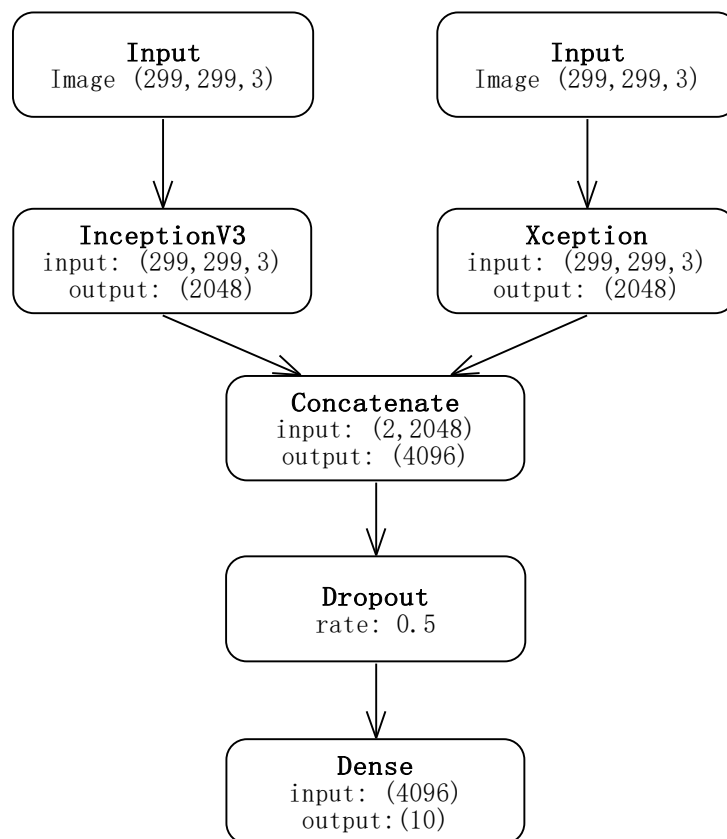 Input
Image (299,299,3)
Input
Image (299,299,3)
InceptionV3
input: (299,299,3)
output: (2048)
Xception
input: (299,299,3)
output: (2048)
Concatenate
input: (2,2048)
output: (4096)
Dropout
rate: 0.5
Dense
input: (4096)
output:(10)